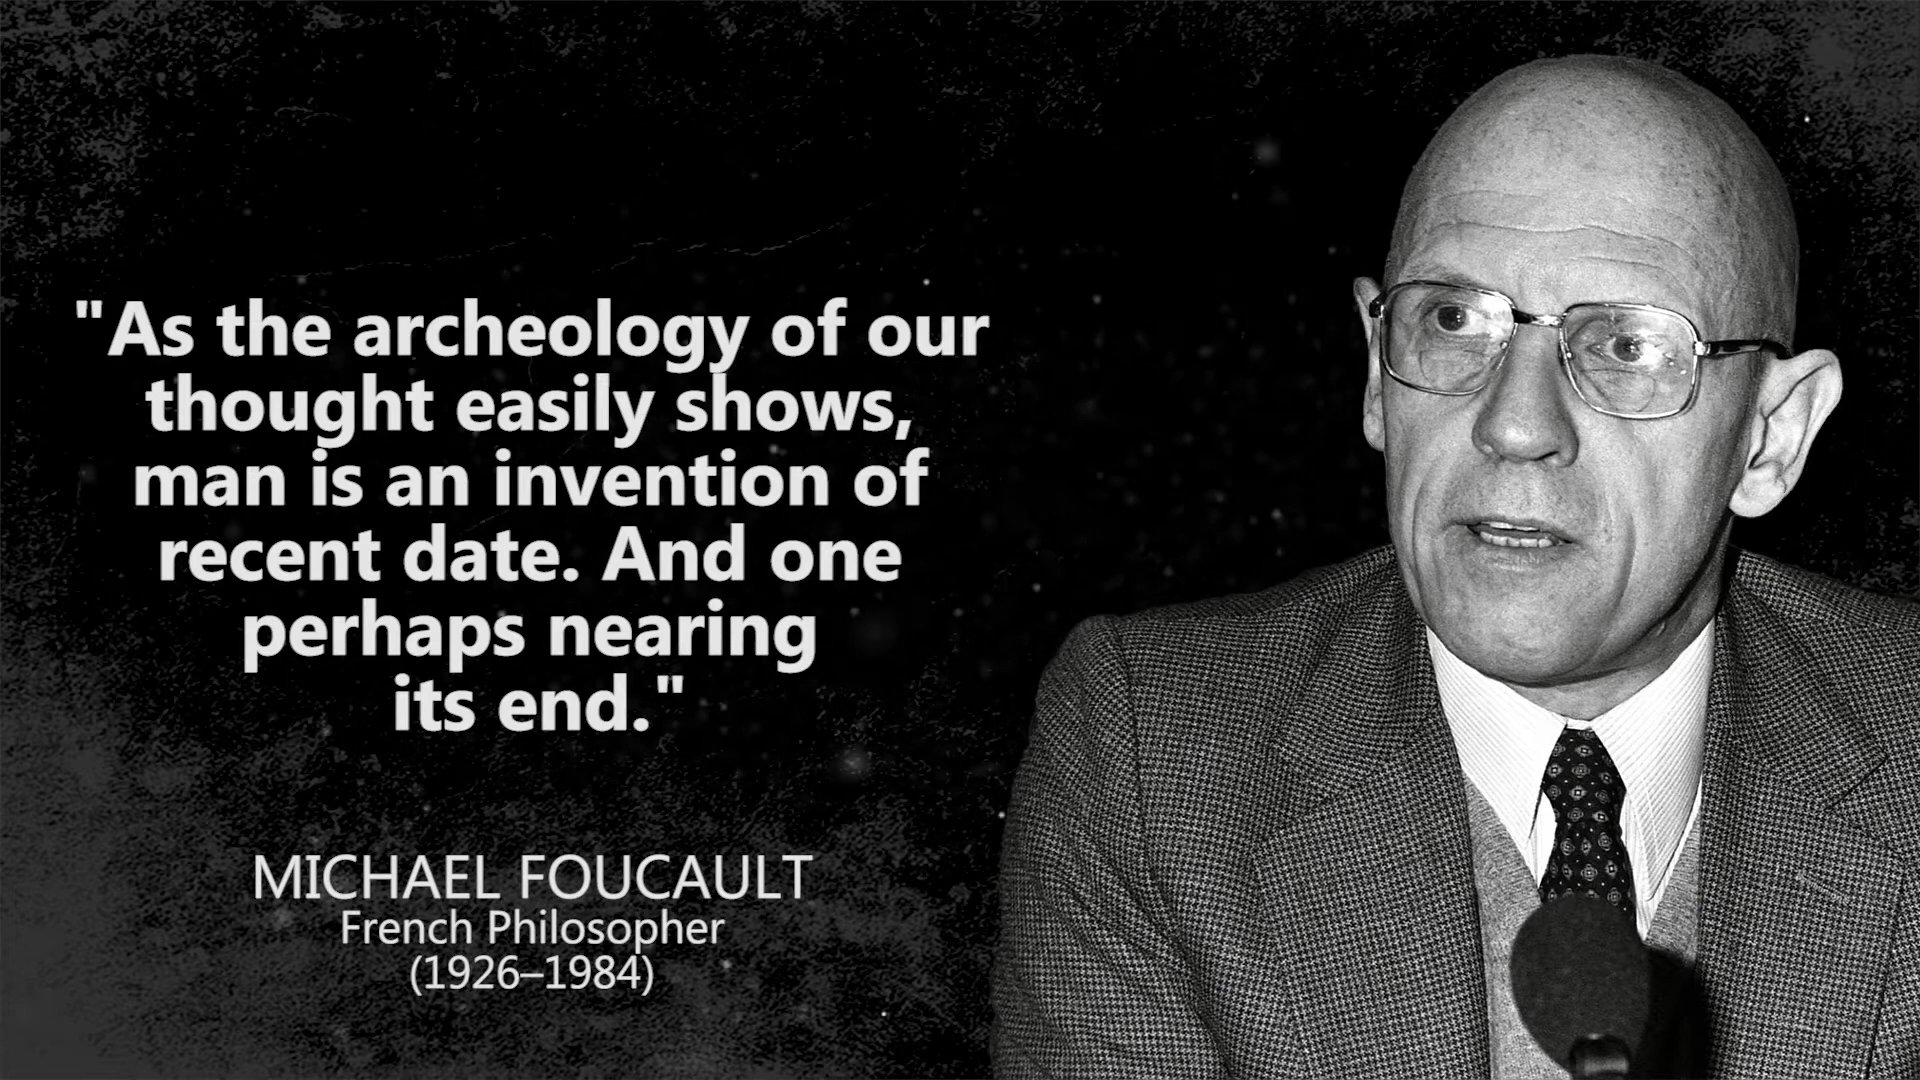 "As the archeology of our
thought easily shows,
man is an invention of
recent date. And one
perhaps nearing
its end."
MICHAEL FOUCAULT
French Philosopher
(1926–1984)